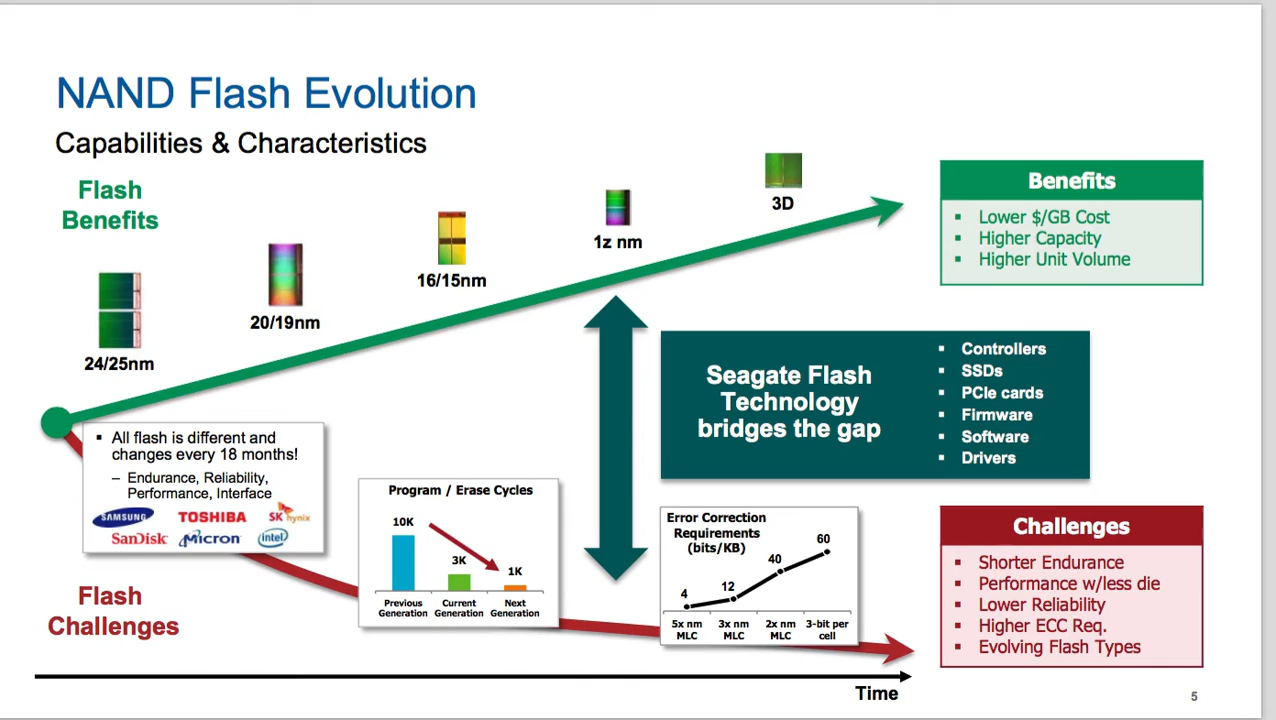 NAND Flash Evolution
Capabilities & Characteristics
Flash
Benefits
24/25nm
20/19nm
16/15nm
1z nm
3D
Benefits
▪ Lower $/GB Cost
▪ Higher Capacity
▪ Higher Unit Volume
Seagate Flash
Technology
bridges the gap
▪ Controllers
▪ SSDs
▪ PCIe cards
▪ Firmware
▪ Software
▪ Drivers
▪ All flash is different and
changes every 18 months!
– Endurance, Reliability,
Performance, Interface
SAMSUNG
TOSHIBA
SK hynix
SanDisk
Micron
intel
Program / Erase Cycles
10K
3K
1K
Previous
Generation
Current
Generation
Next
Generation
Error Correction
Requirements
(bits/KB)
4
12
40
60
5x nm
MLC
3x nm
MLC
2x nm
MLC
3-bit per
cell
Challenges
▪ Shorter Endurance
▪ Performance w/less die
▪ Lower Reliability
▪ Higher ECC Req.
▪ Evolving Flash Types
Flash
Challenges
Time
5